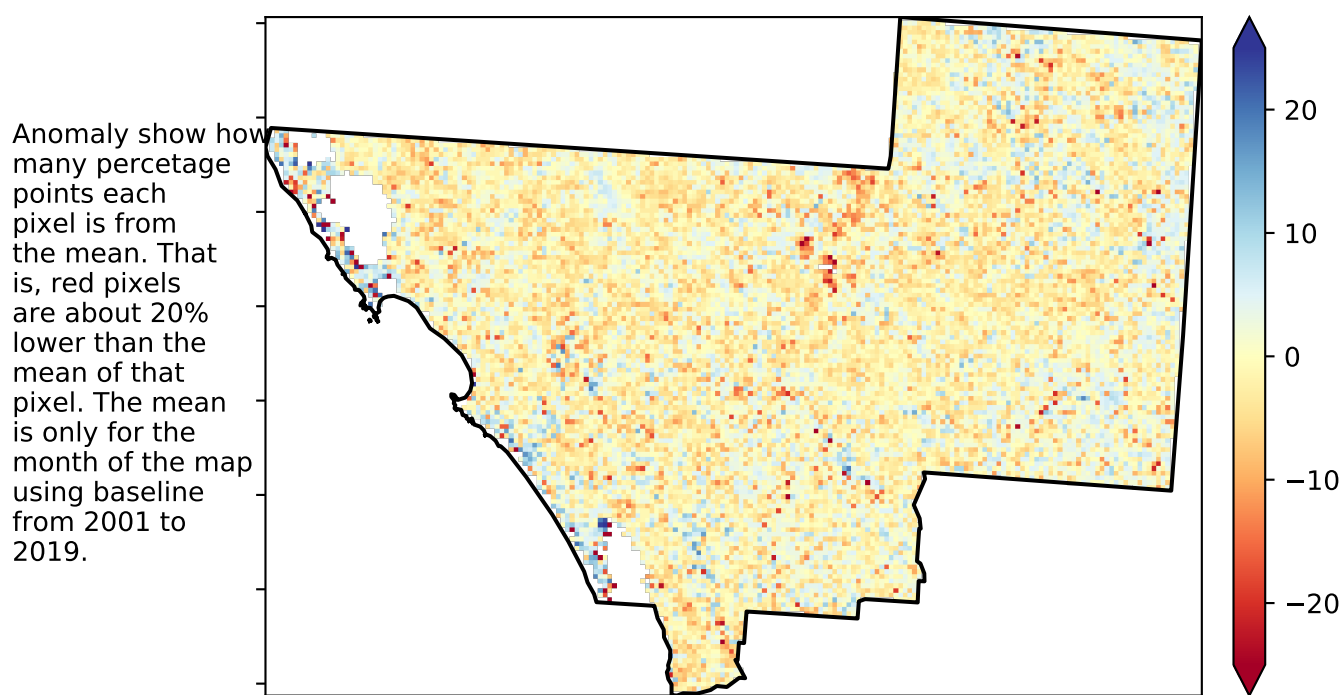 Anomaly show how
many percetage
points each
pixel is from
the mean. That
is, red pixels
are about 20%
lower than the
mean of that
pixel. The mean
is only for the
month of the map
using baseline
from 2001 to
2019.
20
10
0
−10
−20